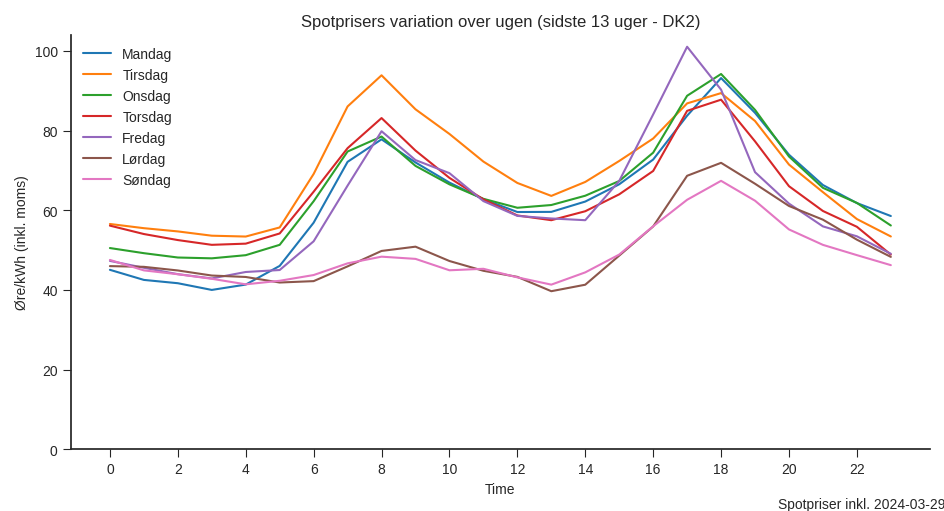 Spotprisers variation over ugen (sidste 13 uger - DK2)
Mandag
Tirsdag
Onsdag
Torsdag
Fredag
Lørdag
Søndag
Øre/kWh (inkl. moms)
100
80
60
40
20
0
0 2 4 6 8 10 12 14 16 18 20 22
Time
Spotpriser inkl. 2024-03-29